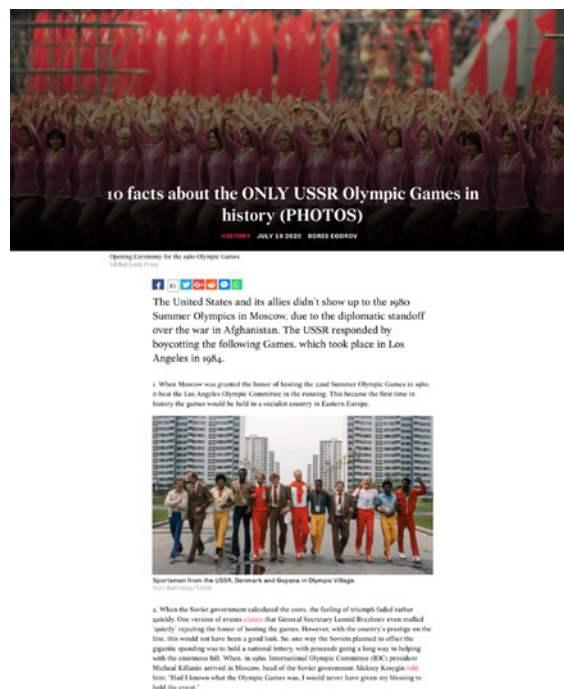 10 facts about the ONLY USSR Olympic Games in
history (PHOTOS)
HISTORY JULY 19 2020 BORIS EGOROV
Opening Ceremony for the 1980 Olympic Games.
Global Look Press
81
The United States and its allies didn't show up to the 1980
Summer Olympics in Moscow, due to the diplomatic standoff
over the war in Afghanistan. The USSR responded by
boycotting the following Games, which took place in Los
Angeles in 1984.
1. When Moscow was granted the honor of hosting the 22nd Summer Olympic Games in 1980,
it beat the Los Angeles Olympic Committee in the running. This became the first time in
history the games would be held in a socialist country in Eastern Europe.
Sportsmen from the USSR, Denmark and Guyana in Olympic Village.
Yuri Belinsky/TASS
2. When the Soviet government calculated the costs, the feeling of triumph faded rather
quickly. One version of events claims that General Secretary Leonid Brezhnev even mulled
'quietly' rejecting the honor of hosting the games. However, with the country's prestige on the
line, this would not have been a good look. So, one way the Soviets planned to offset the
gigantic spending was to hold a national lottery, with proceeds going a long way to helping
with the enormous bill. When, in 1980, International Olympic Committee (IOC) president
Micheal Killanin arrived in Moscow, head of the Soviet government Aleksey Kosygin told
him: "Had I known what the Olympic Games was, I would never have given my blessing to
hold the event."